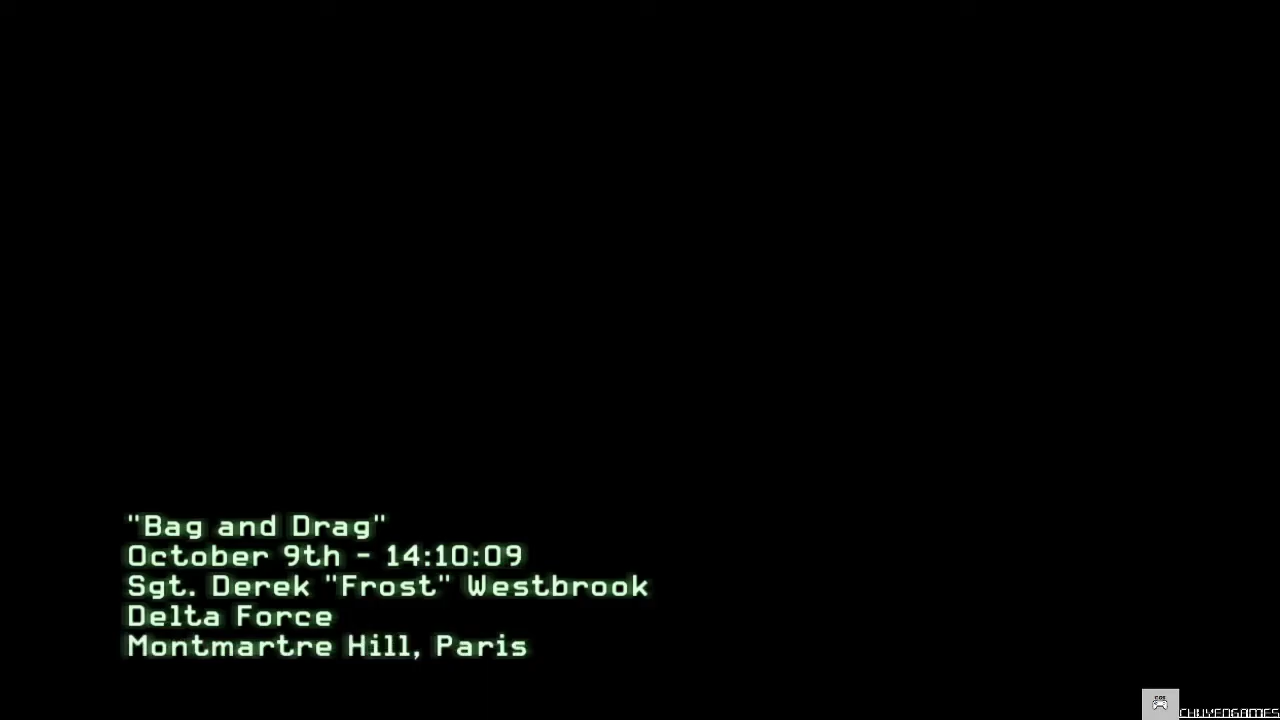 "Bag and Drag"
October 9th - 14:10:09
Sgt. Derek "Frost" Westbrook
Delta Force
Montmartre Hill, Paris